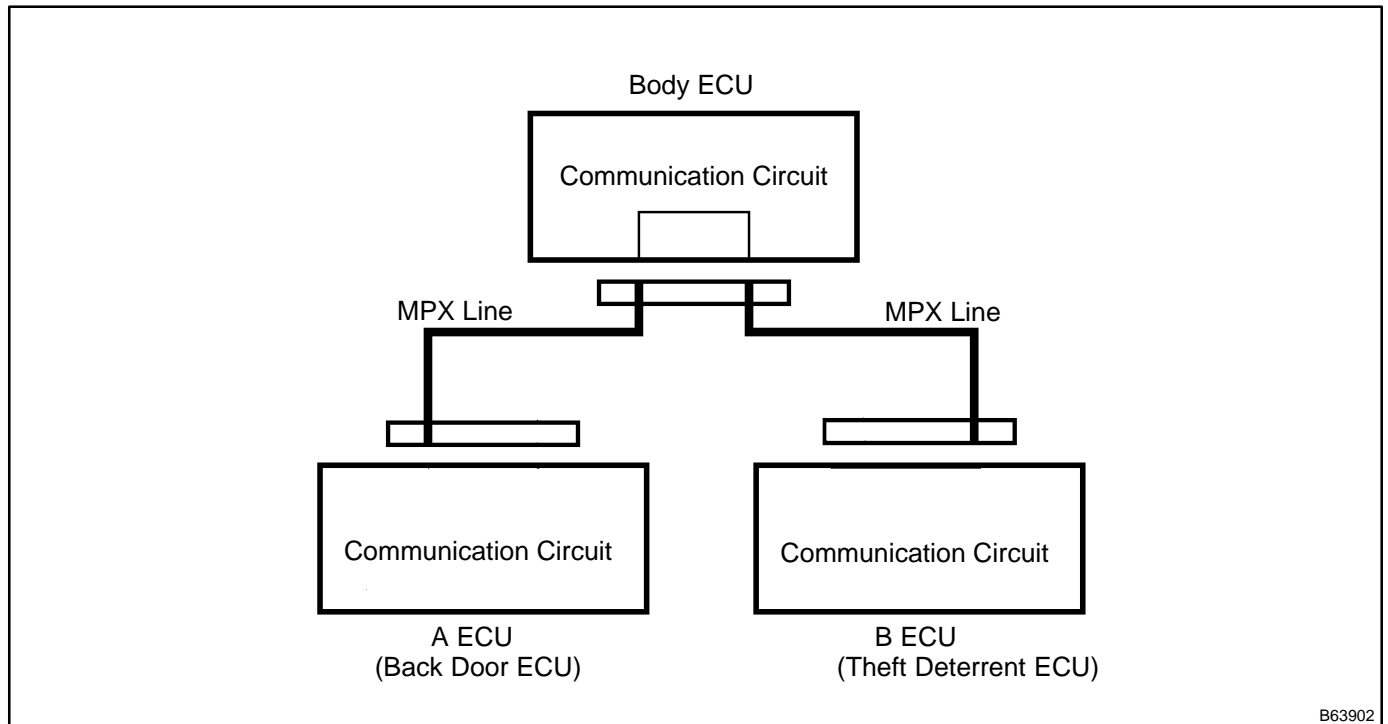 Body ECU
Communication Circuit
MPX Line
MPX Line
Communication Circuit
Communication Circuit
A ECU
(Back Door ECU)
B ECU
(Theft Deterrent ECU)
B63902